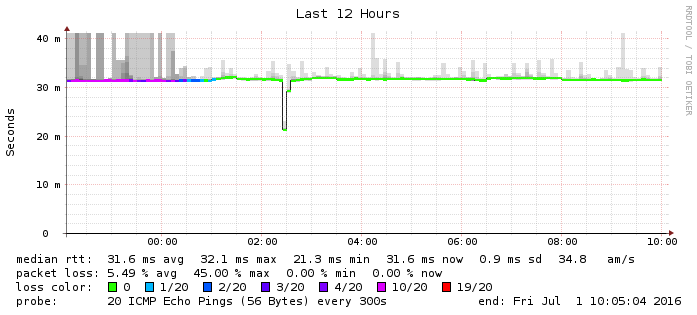 Last 12 Hours
RRDTOOL / TOBI OETIKER
Seconds
40 m
30 m
20 m
10 m
0
00:00 02:00 04:00 06:00 08:00 10:00
median rtt: 31.6 ms avg 32.1 ms max 21.3 ms min 31.6 ms now 0.9 ms sd 34.8 am/s
packet loss: 5.49 % avg 45.00 % max 0.00 % min 0.00 % now
loss color: 0 1/20 2/20 3/20 4/20 10/20 19/20
probe: 20 ICMP Echo Pings (56 Bytes) every 300s end: Fri Jul 1 10:05:04 2016